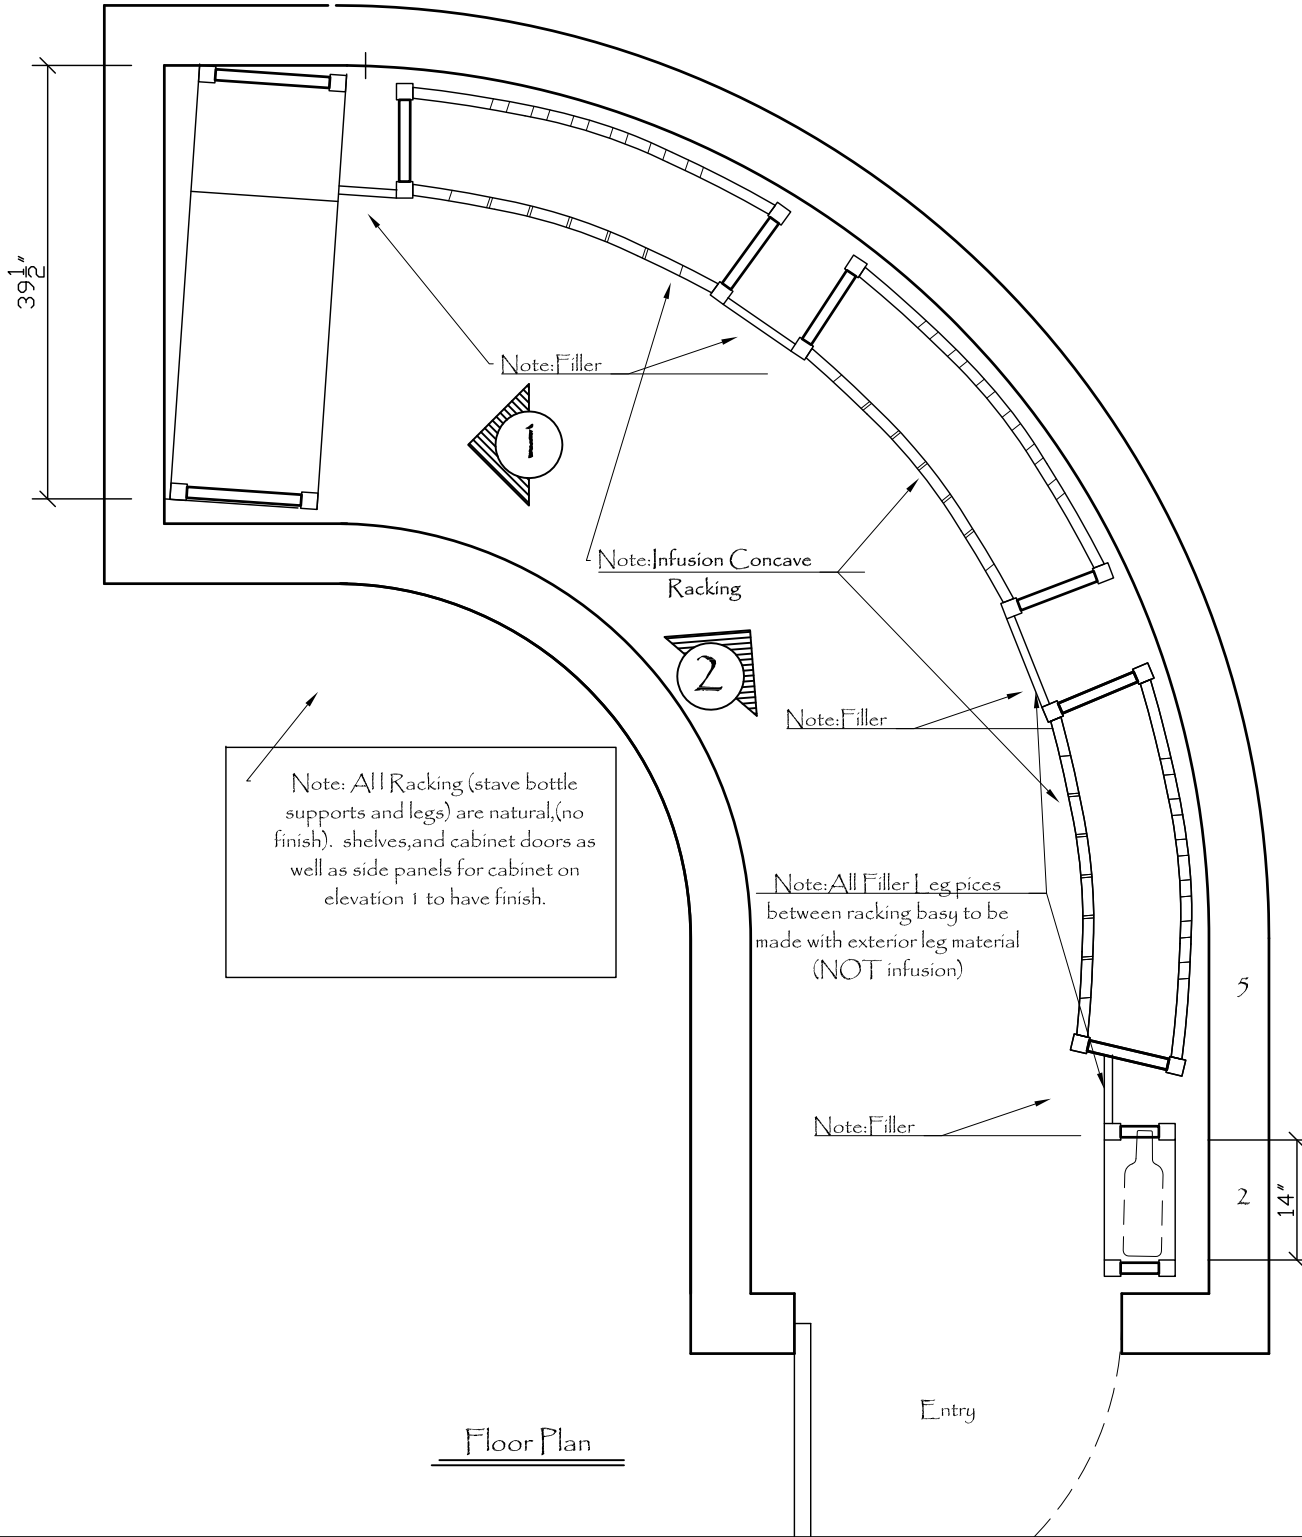 39 1/2"
Note:Filler
1
Note:Infusion Concave
Racking
2
Note:Filler
Note: All Racking (stave bottle
supports and legs) are natural,(no
finish). shelves,and cabinet doors as
well as side panels for cabinet on
elevation 1 to have finish.
Note:All Filler Leg pices
between racking basy to be
made with exterior leg material
(NOT infusion)
5
Note:Filler
2
14"
Entry
Floor Plan